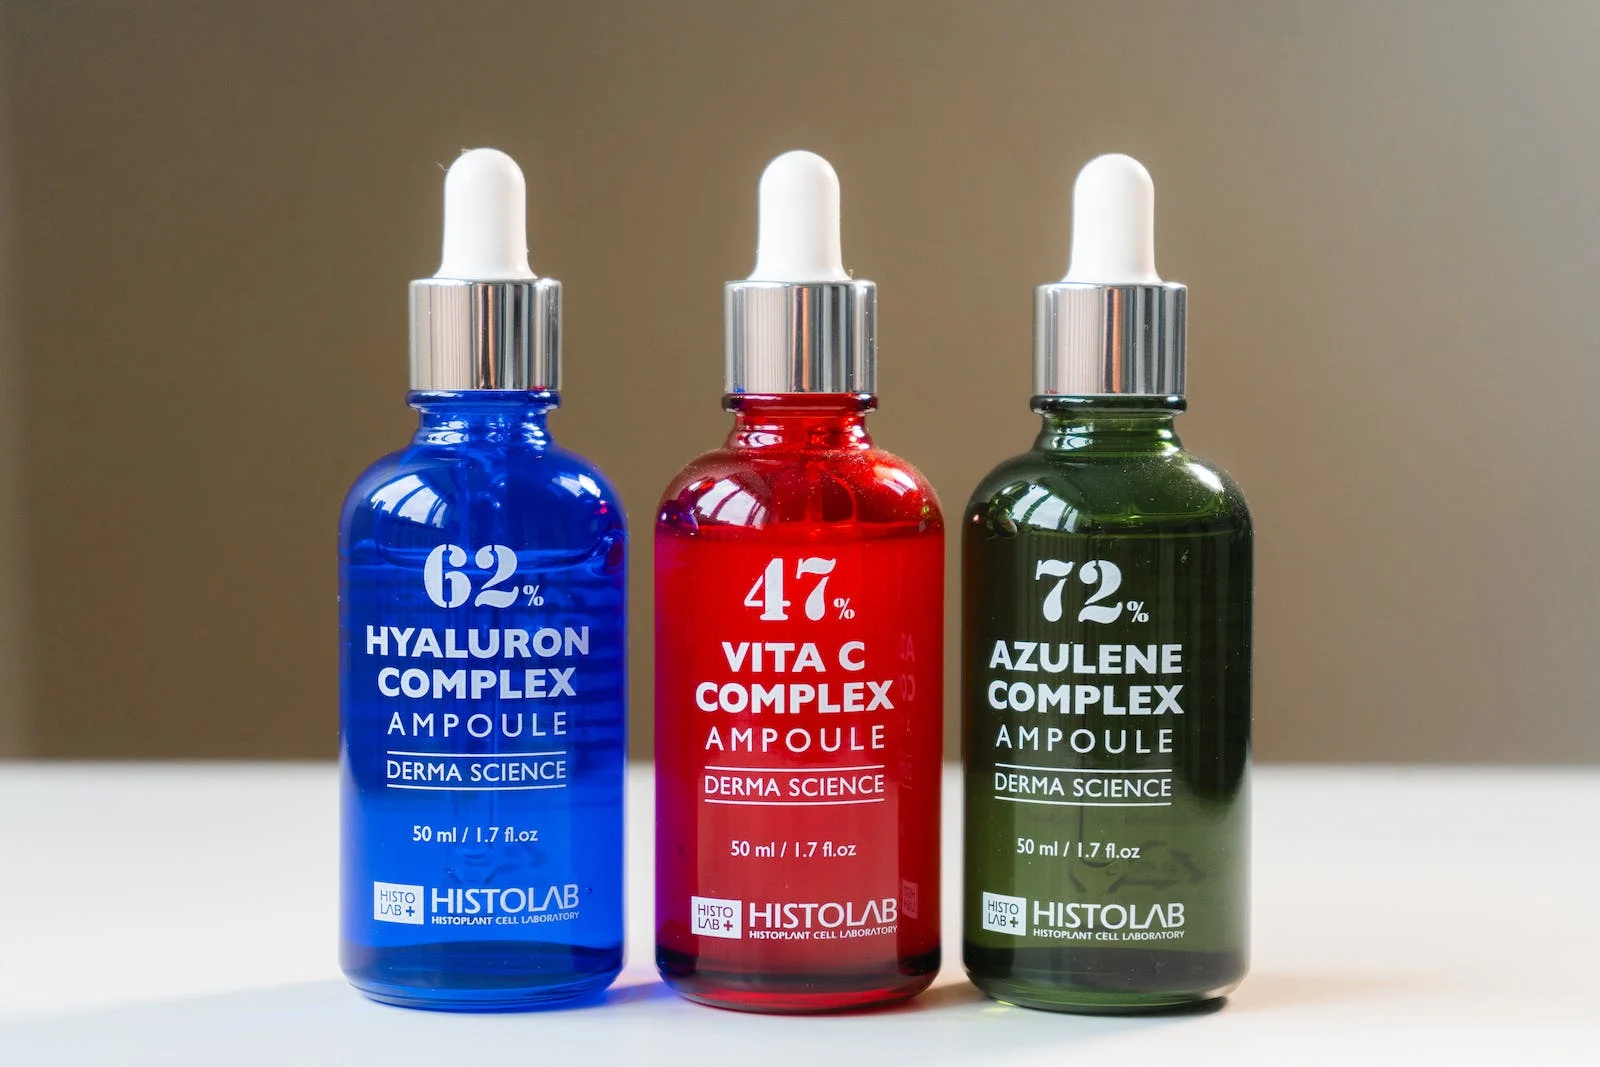 62%
HYALURON
COMPLEX
AMPOULE
DERMA SCIENCE
50 ml / 1.7 fl.oz
HISTO
LAB+
HISTOLAB
HISTOPLANT CELL LABORATORY
47%
VITA C
COMPLEX
AMPOULE
DERMA SCIENCE
50 ml / 1.7 fl.oz
HISTO
LAB+
HISTOLAB
HISTOPLANT CELL LABORATORY
72%
AZULENE
COMPLEX
AMPOULE
DERMA SCIENCE
50 ml / 1.7 fl.oz
HISTO
LAB+
HISTOLAB
HISTOPLANT CELL LABORATORY